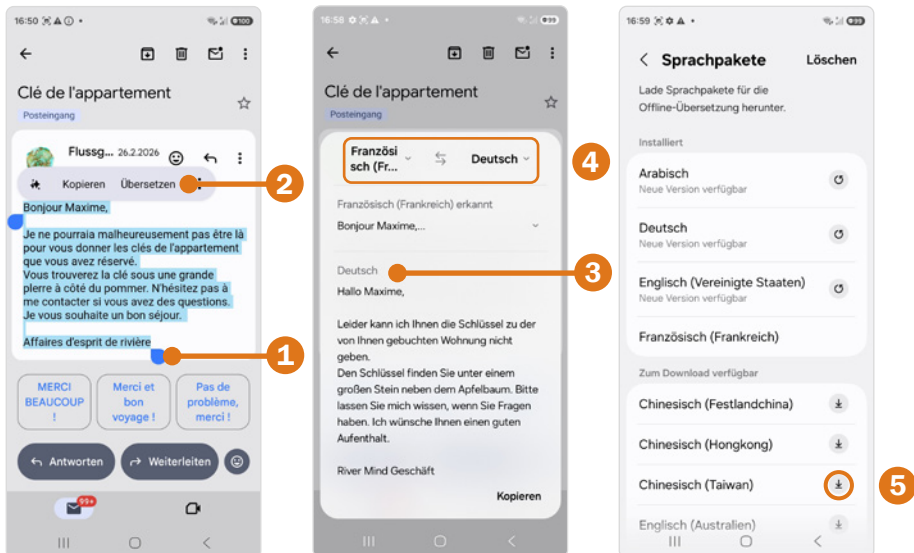 16:50
100
Clé de l'appartement
Posteingang
Flussg... 26.2.2026
Kopieren Übersetzen
2
Bonjour Maxime,
Je ne pourrai malheureusement pas être là
pour vous donner les clés de l'appartement
que vous avez réservé.
Vous trouverez la clé sous une grande
pierre à côté du pommer. N'hésitez pas à
me contacter si vous avez des questions.
Je vous souhaite un bon séjour.
Affaires d'esprit de rivière
1
MERCI
BEAUCOUP
!
Merci et
bon
voyage !
Pas de
problème,
merci !
Antworten
Weiterleiten
99+
16:58
99
Clé de l'appartement
Posteingang
Französi
sch (Fr...
Deutsch
4
Französisch (Frankreich) erkannt
Bonjour Maxime,...
Deutsch
3
Hallo Maxime,
Leider kann ich Ihnen die Schlüssel zu der
von Ihnen gebuchten Wohnung nicht
geben.
Den Schlüssel finden Sie unter einem
großen Stein neben dem Apfelbaum. Bitte
lassen Sie mich wissen, wenn Sie Fragen
haben. Ich wünsche Ihnen einen guten
Aufenthalt.
River Mind Geschäft
Kopieren
16:59
99
Sprachpakete
Löschen
Lade Sprachpakete für die
Offline-Übersetzung herunter.
Installiert
Arabisch
Neue Version verfügbar
Deutsch
Neue Version verfügbar
Englisch (Vereinigte Staaten)
Neue Version verfügbar
Französisch (Frankreich)
Zum Download verfügbar
Chinesisch (Festlandchina)
Chinesisch (Hongkong)
Chinesisch (Taiwan)
5
Englisch (Australien)